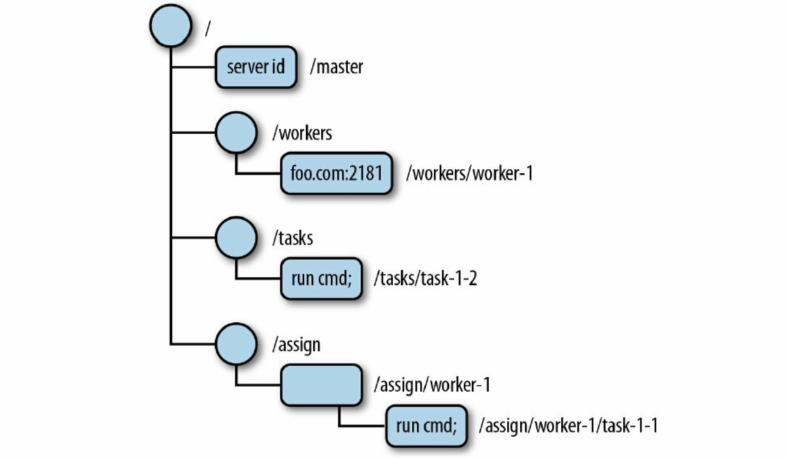 /
server id /master
/workers
foo.com:2181 /workers/worker-1
/tasks
run cmd; /tasks/task-1-2
/assign
/assign/worker-1
run cmd; /assign/worker-1/task-1-1